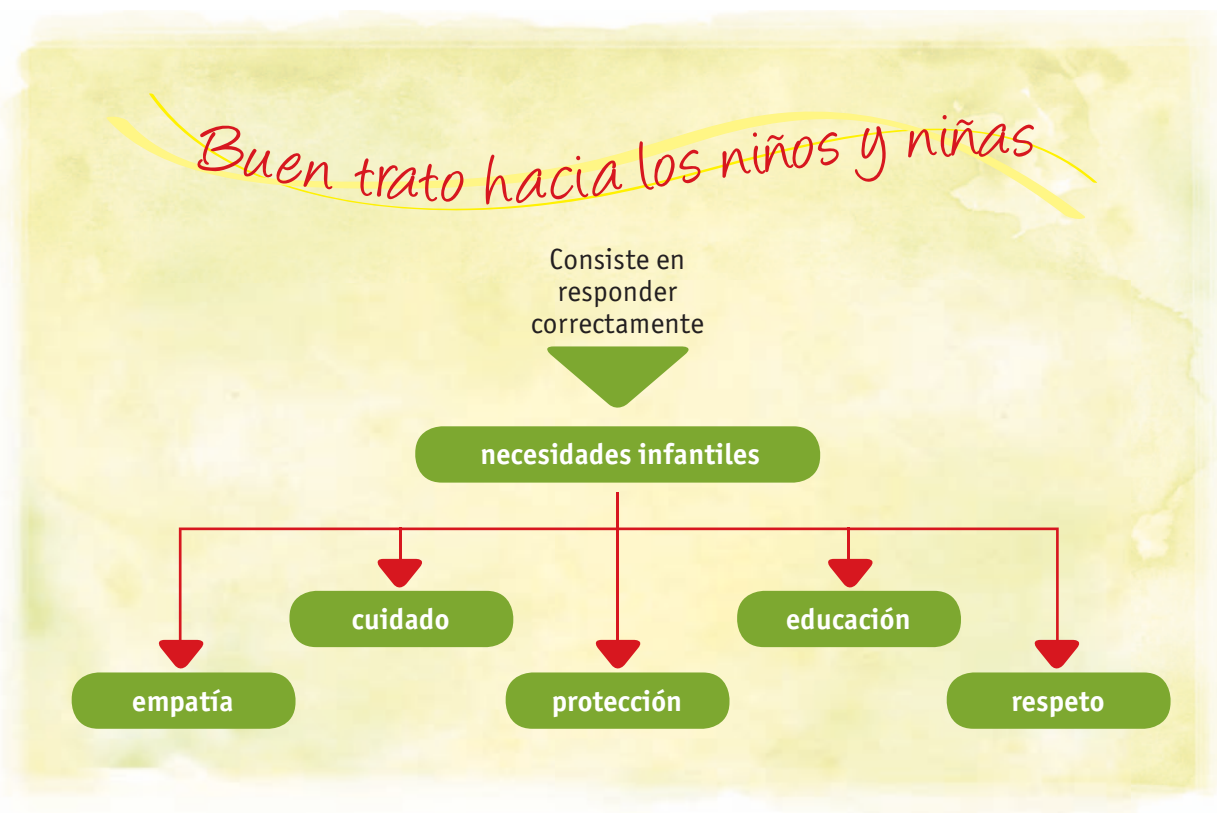 Buen trato hacia los niños y niñas
Consiste en
responder
correctamente
necesidades infantiles
cuidado
educación
empatía
protección
respeto